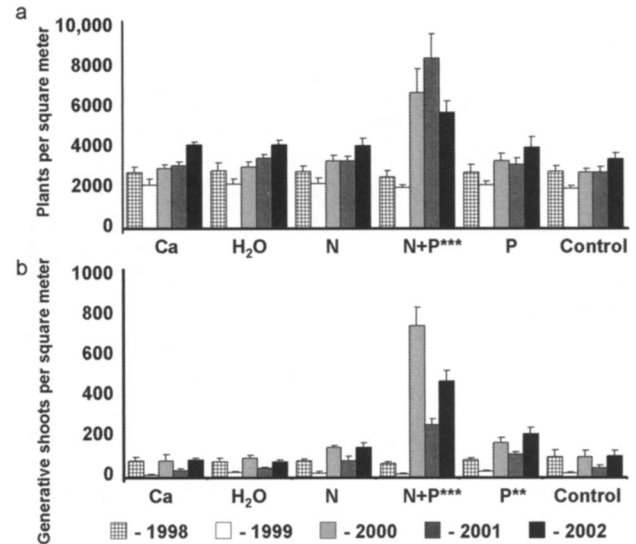 a
Plants per square meter
10,000
8000
6000
4000
2000
0
Ca H₂O N N+P*** P Control
b
Generative shoots per square meter
1000
800
600
400
200
0
Ca H₂O N N+P*** P** Control
- 1998 - 1999 - 2000 - 2001 - 2002